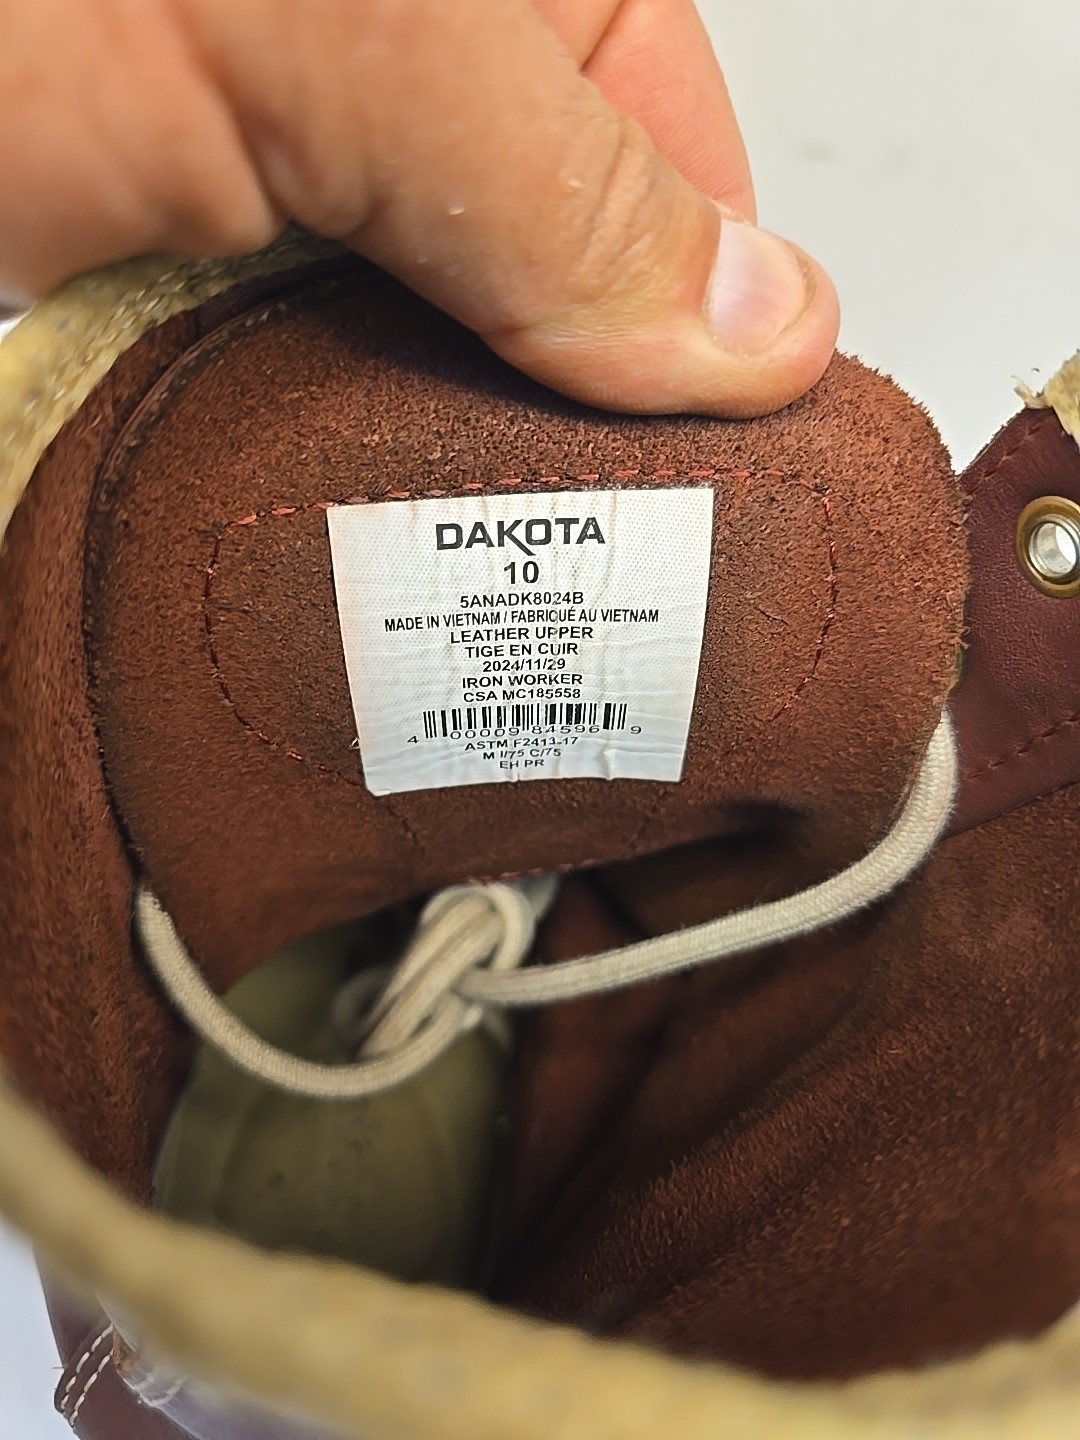 DAKOTA
10
5ANADK8024B
MADE IN VIETNAM / FABRIQUÉ AU VIETNAM
LEATHER UPPER
TIGE EN CUIR
2024/11/29
IRON WORKER
CSA MC185558
4 00009 84596 9
ASTM F2413-17
M I/75 C/75
EH PR